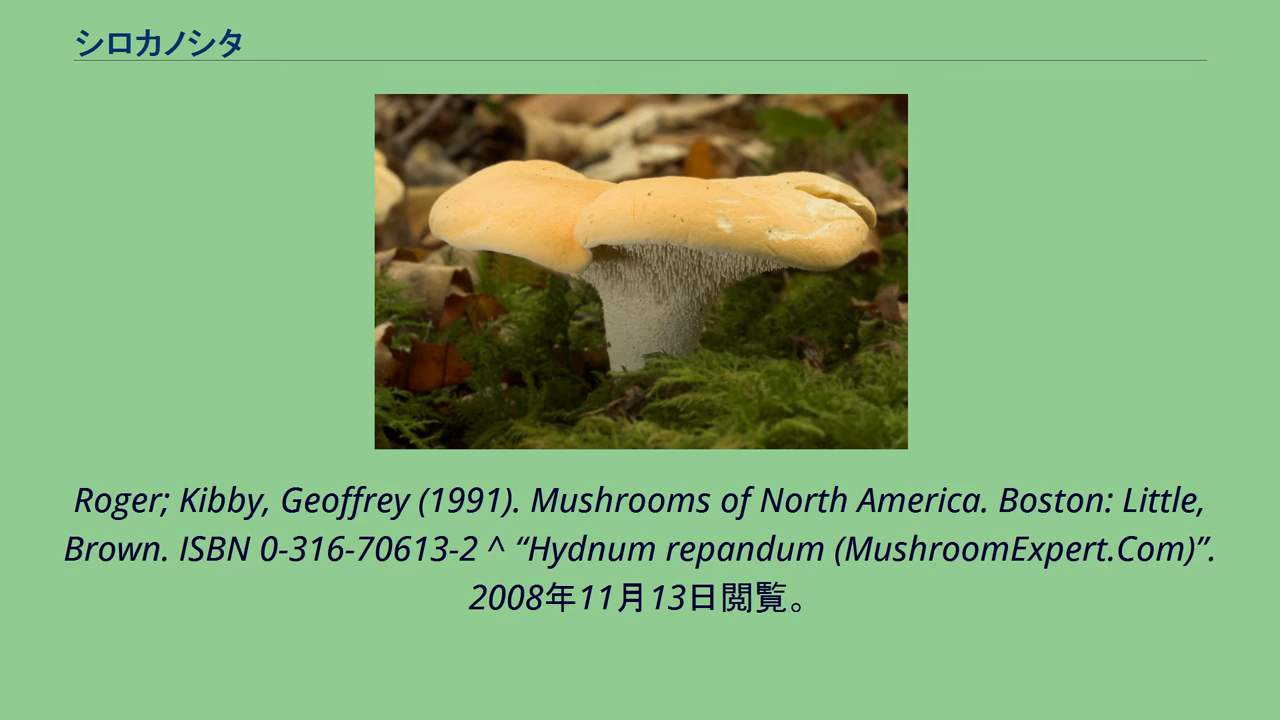 シロカノシタ
Roger; Kibby, Geoffrey (1991). Mushrooms of North America. Boston: Little,
Brown. ISBN 0-316-70613-2 ^ “Hydnum repandum (MushroomExpert.Com)”.
2008年11月13日閲覧。